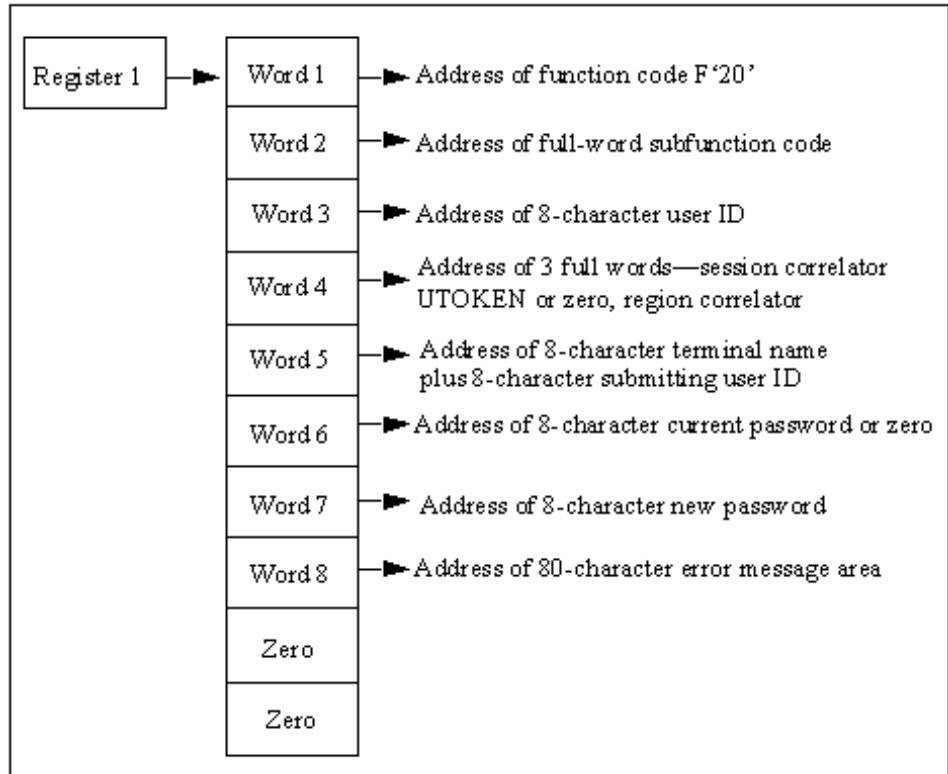 Register 1
Word 1
Address of function code F‘20’
Word 2
Address of full-word subfunction code
Word 3
Address of 8-character user ID
Word 4
Address of 3 full words—session correlator
UTOKEN or zero, region correlator
Word 5
Address of 8-character terminal name
plus 8-character submitting user ID
Word 6
Address of 8-character current password or zero
Word 7
Address of 8-character new password
Word 8
Address of 80-character error message area
Zero
Zero